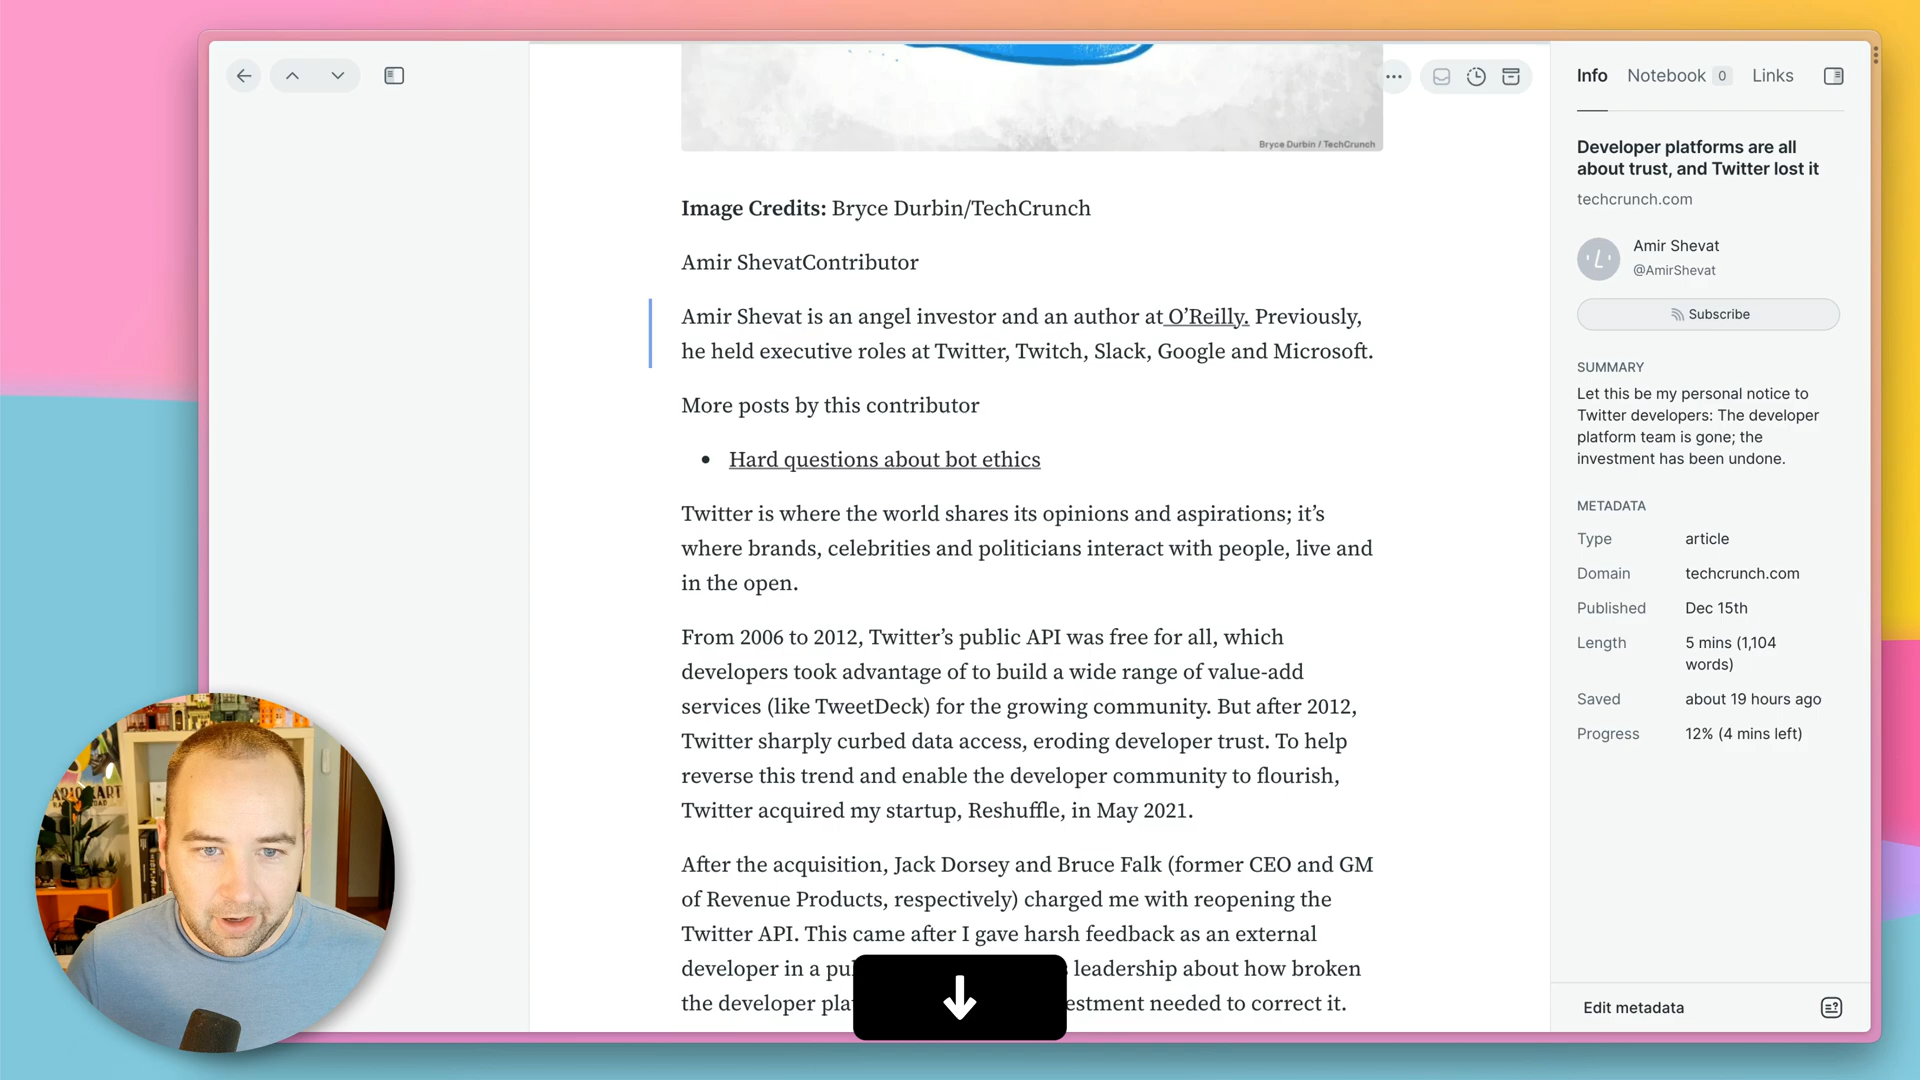 Bryce Durbin / TechCrunch
Image Credits: Bryce Durbin/TechCrunch
Amir ShevatContributor
Amir Shevat is an angel investor and an author at O’Reilly. Previously,
he held executive roles at Twitter, Twitch, Slack, Google and Microsoft.
More posts by this contributor
• Hard questions about bot ethics
Twitter is where the world shares its opinions and aspirations; it’s
where brands, celebrities and politicians interact with people, live and
in the open.
From 2006 to 2012, Twitter’s public API was free for all, which
developers took advantage of to build a wide range of value-add
services (like TweetDeck) for the growing community. But after 2012,
Twitter sharply curbed data access, eroding developer trust. To help
reverse this trend and enable the developer community to flourish,
Twitter acquired my startup, Reshuffle, in May 2021.
After the acquisition, Jack Dorsey and Bruce Falk (former CEO and GM
of Revenue Products, respectively) charged me with reopening the
Twitter API. This came after I gave harsh feedback as an external
developer in a leadership about how broken
the developer needed to correct it.
Info Notebook 0 Links
Developer platforms are all
about trust, and Twitter lost it
techcrunch.com
Amir Shevat
@AmirShevat
Subscribe
SUMMARY
Let this be my personal notice to
Twitter developers: The developer
platform team is gone; the
investment has been undone.
METADATA
Type article
Domain techcrunch.com
Published Dec 15th
Length 5 mins (1,104
words)
Saved about 19 hours ago
Progress 12% (4 mins left)
Edit metadata